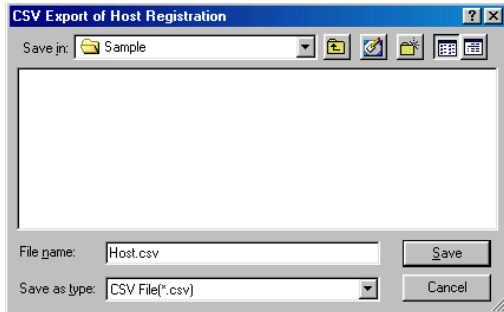 CSV Export of Host Registration
Save in: Sample
File name: Host.csv Save
Save as type: CSV File(*.csv) Cancel